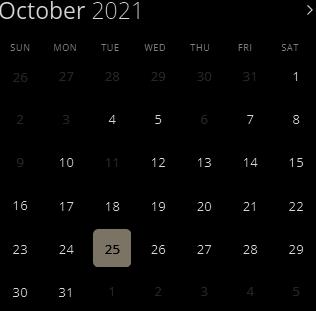 October 2021
SUN MON TUE WED THU FRI SAT
26 27 28 29 30 31 1
2 3 4 5 6 7 8
9 10 11 12 13 14 15
16 17 18 19 20 21 22
23 24 25 26 27 28 29
30 31 1 2 3 4 5